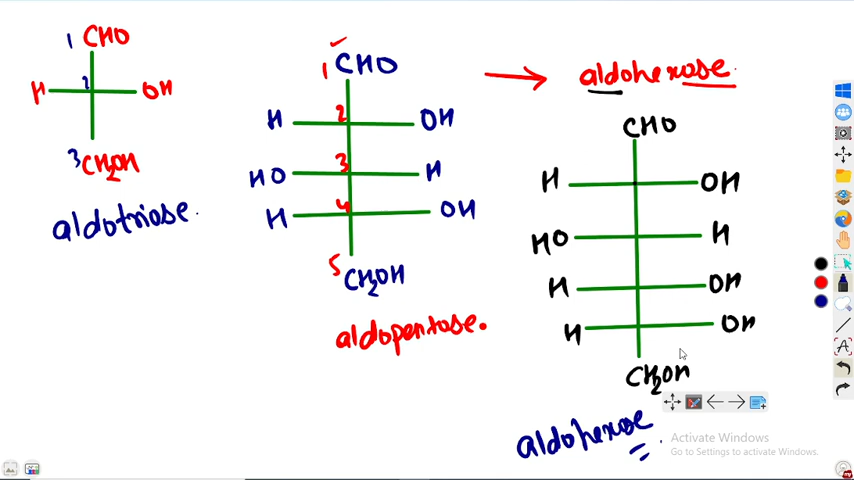 1 CHO
H 2 OH
3 CH2OH
aldotriose.
1 CHO
H 2 OH
HO 3 H
H 4 OH
5 CH2OH
aldopentose.
→ aldohexose.
CHO
H OH
HO H
H OH
H OH
CH2OH
aldohexose
Activate Windows
Go to Settings to activate Windows.